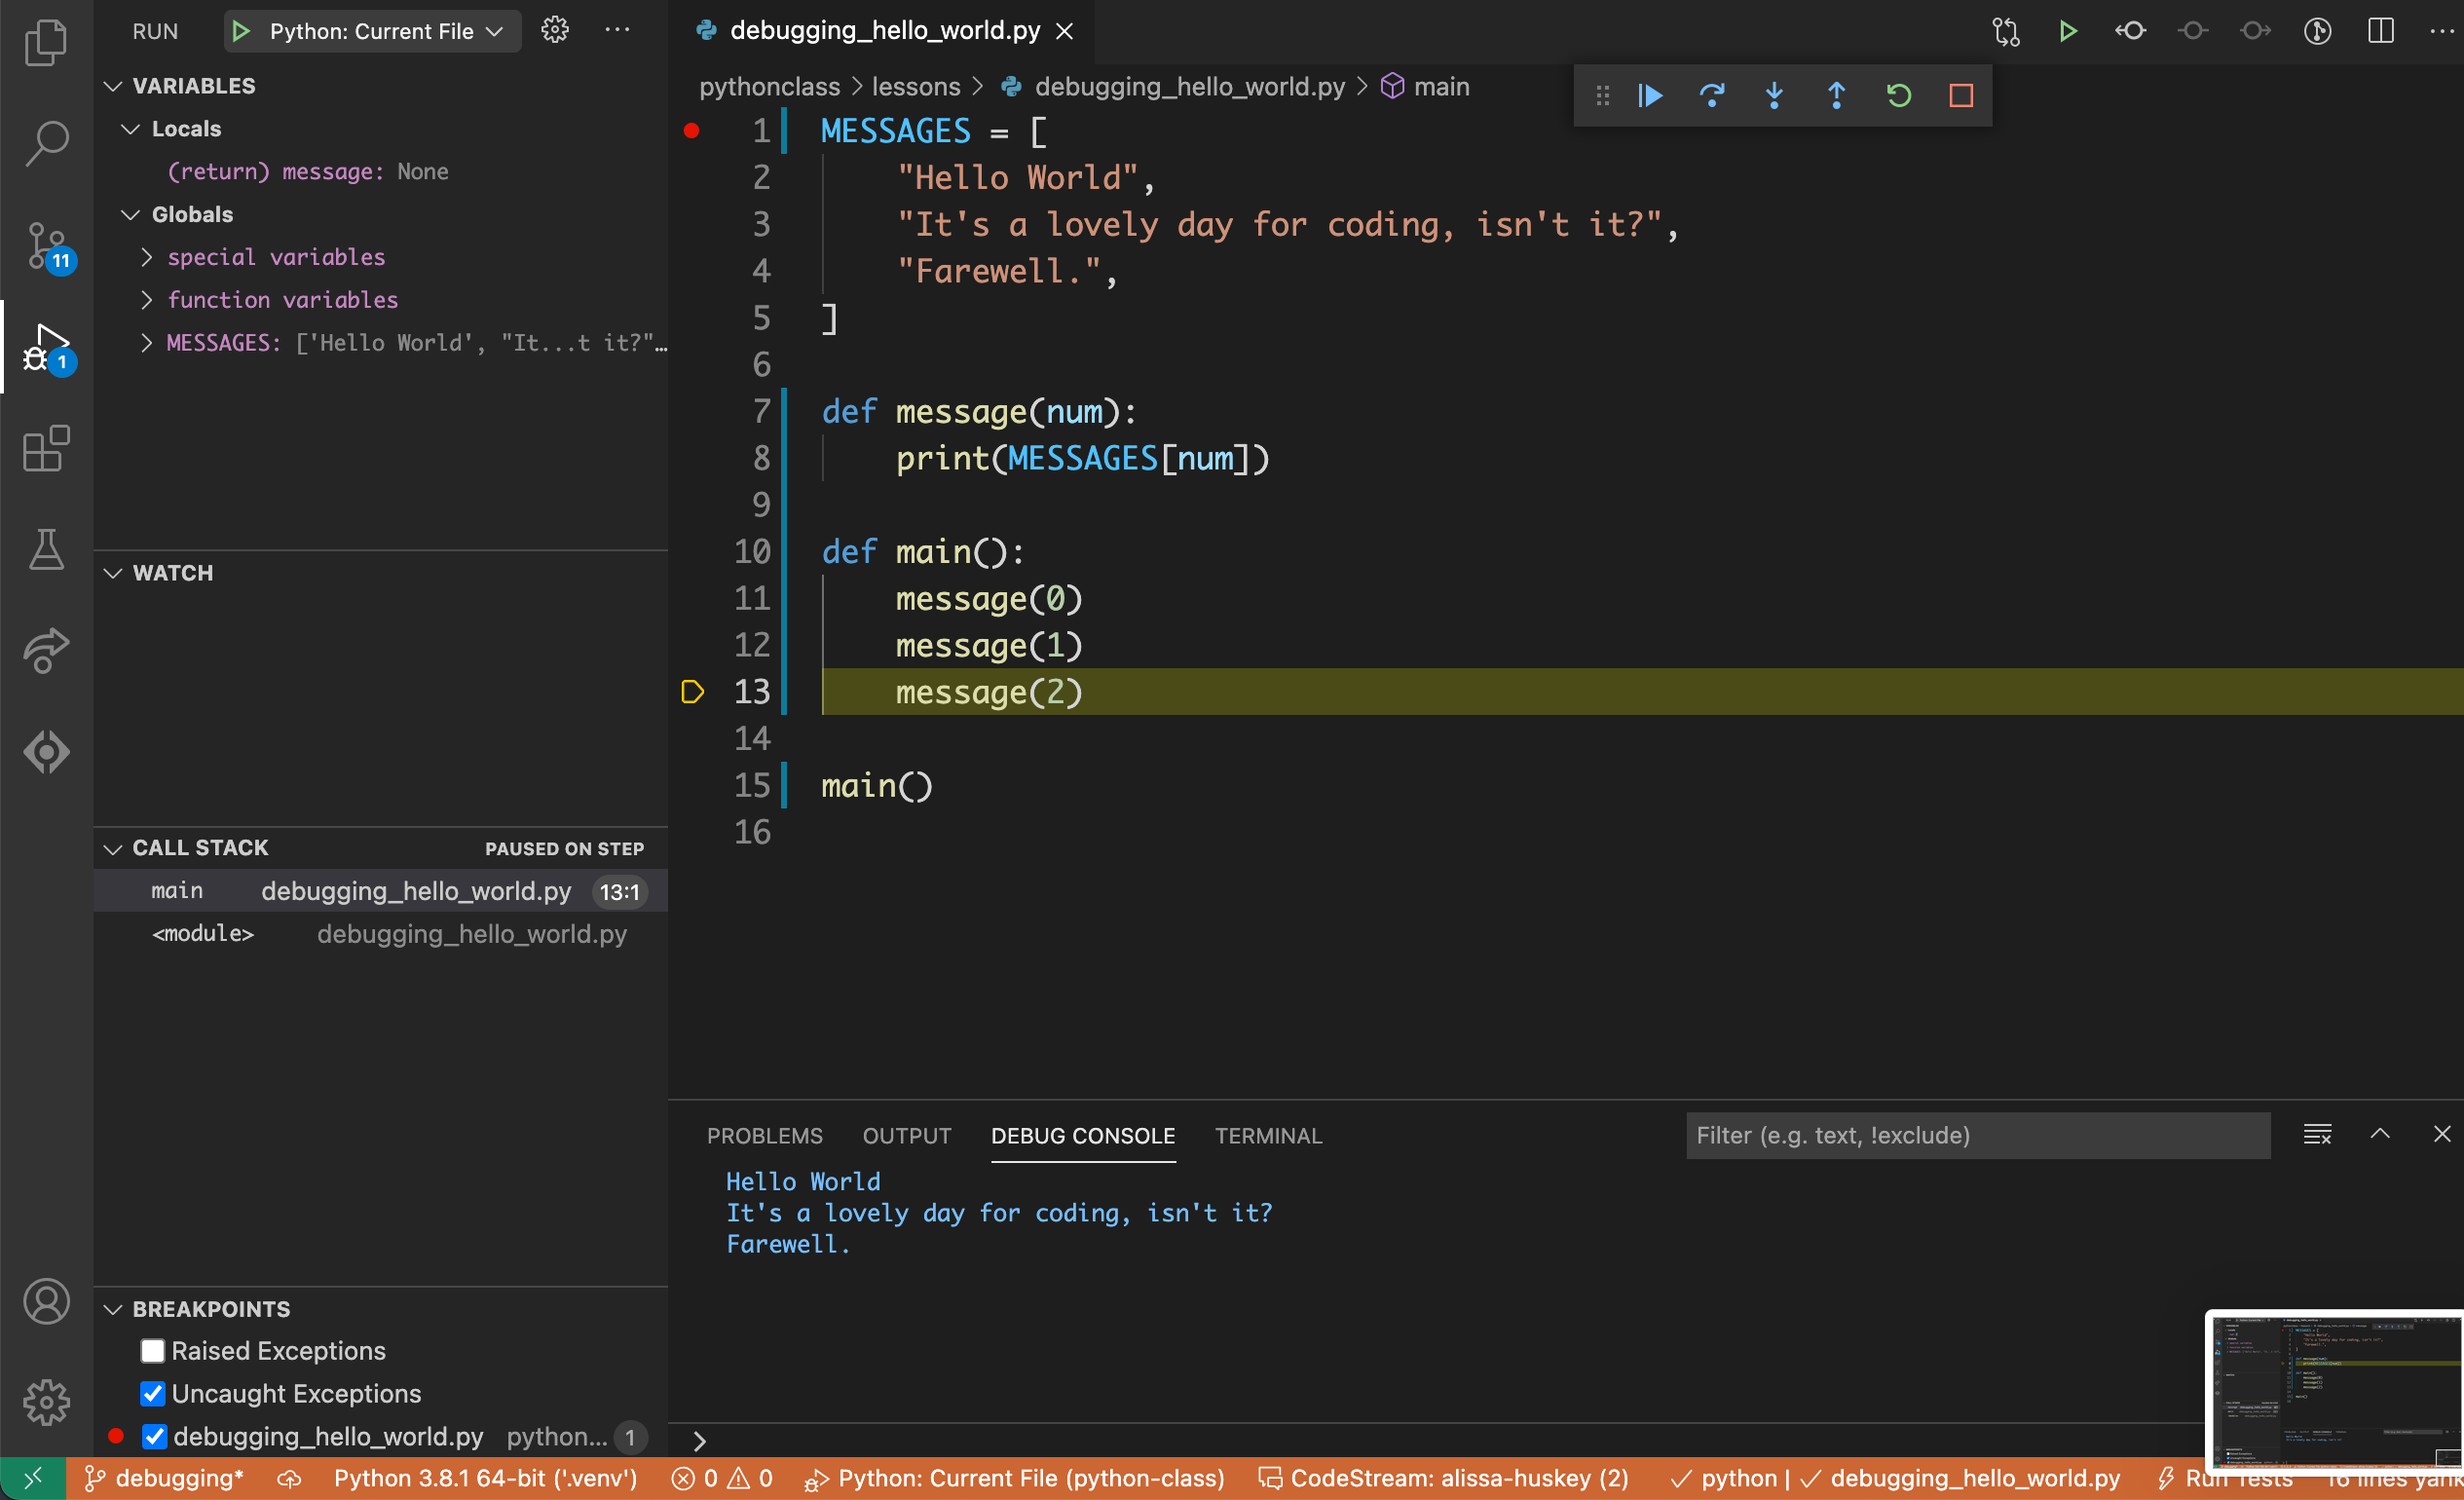 RUN Python: Current File
VARIABLES
Locals
(return) message: None
Globals
special variables
function variables
MESSAGES: ['Hello World', "It...t it?"…
11
1
WATCH
CALL STACK PAUSED ON STEP
main debugging_hello_world.py 13:1
<module> debugging_hello_world.py
BREAKPOINTS
Raised Exceptions
Uncaught Exceptions
debugging_hello_world.py python... 1
debugging_hello_world.py
pythonclass > lessons > debugging_hello_world.py > main
1 MESSAGES = [
2 "Hello World",
3 "It's a lovely day for coding, isn't it?",
4 "Farewell.",
5 ]
6
7 def message(num):
8 print(MESSAGES[num])
9
10 def main():
11 message(0)
12 message(1)
13 message(2)
14
15 main()
16
PROBLEMS OUTPUT DEBUG CONSOLE TERMINAL Filter (e.g. text, !exclude)
Hello World
It's a lovely day for coding, isn't it?
Farewell.
debugging* Python 3.8.1 64-bit ('.venv') 0 0 Python: Current File (python-class) CodeStream: alissa-huskey (2) python | debugging_hello_world.py Run Tests 16 lines yank